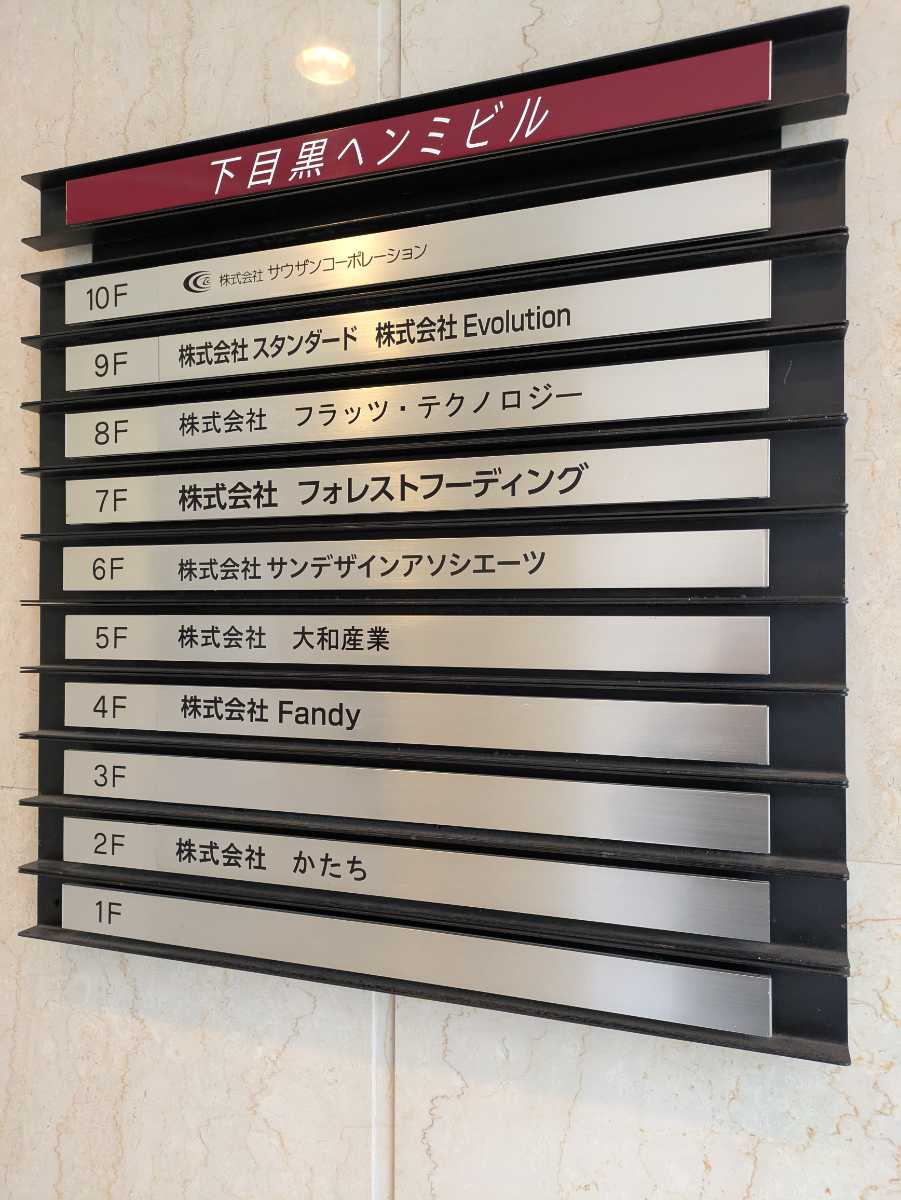 下目黒ヘンミビル
10F 株式会社 サウザンコーポレーション
9F 株式会社 スタンダード 株式会社 Evolution
8F 株式会社 フラッツ・テクノロジー
7F 株式会社 フォレストフーディング
6F 株式会社 サンデザインアソシエーツ
5F 株式会社 大和産業
4F 株式会社 Fandy
3F
2F 株式会社 かたち
1F